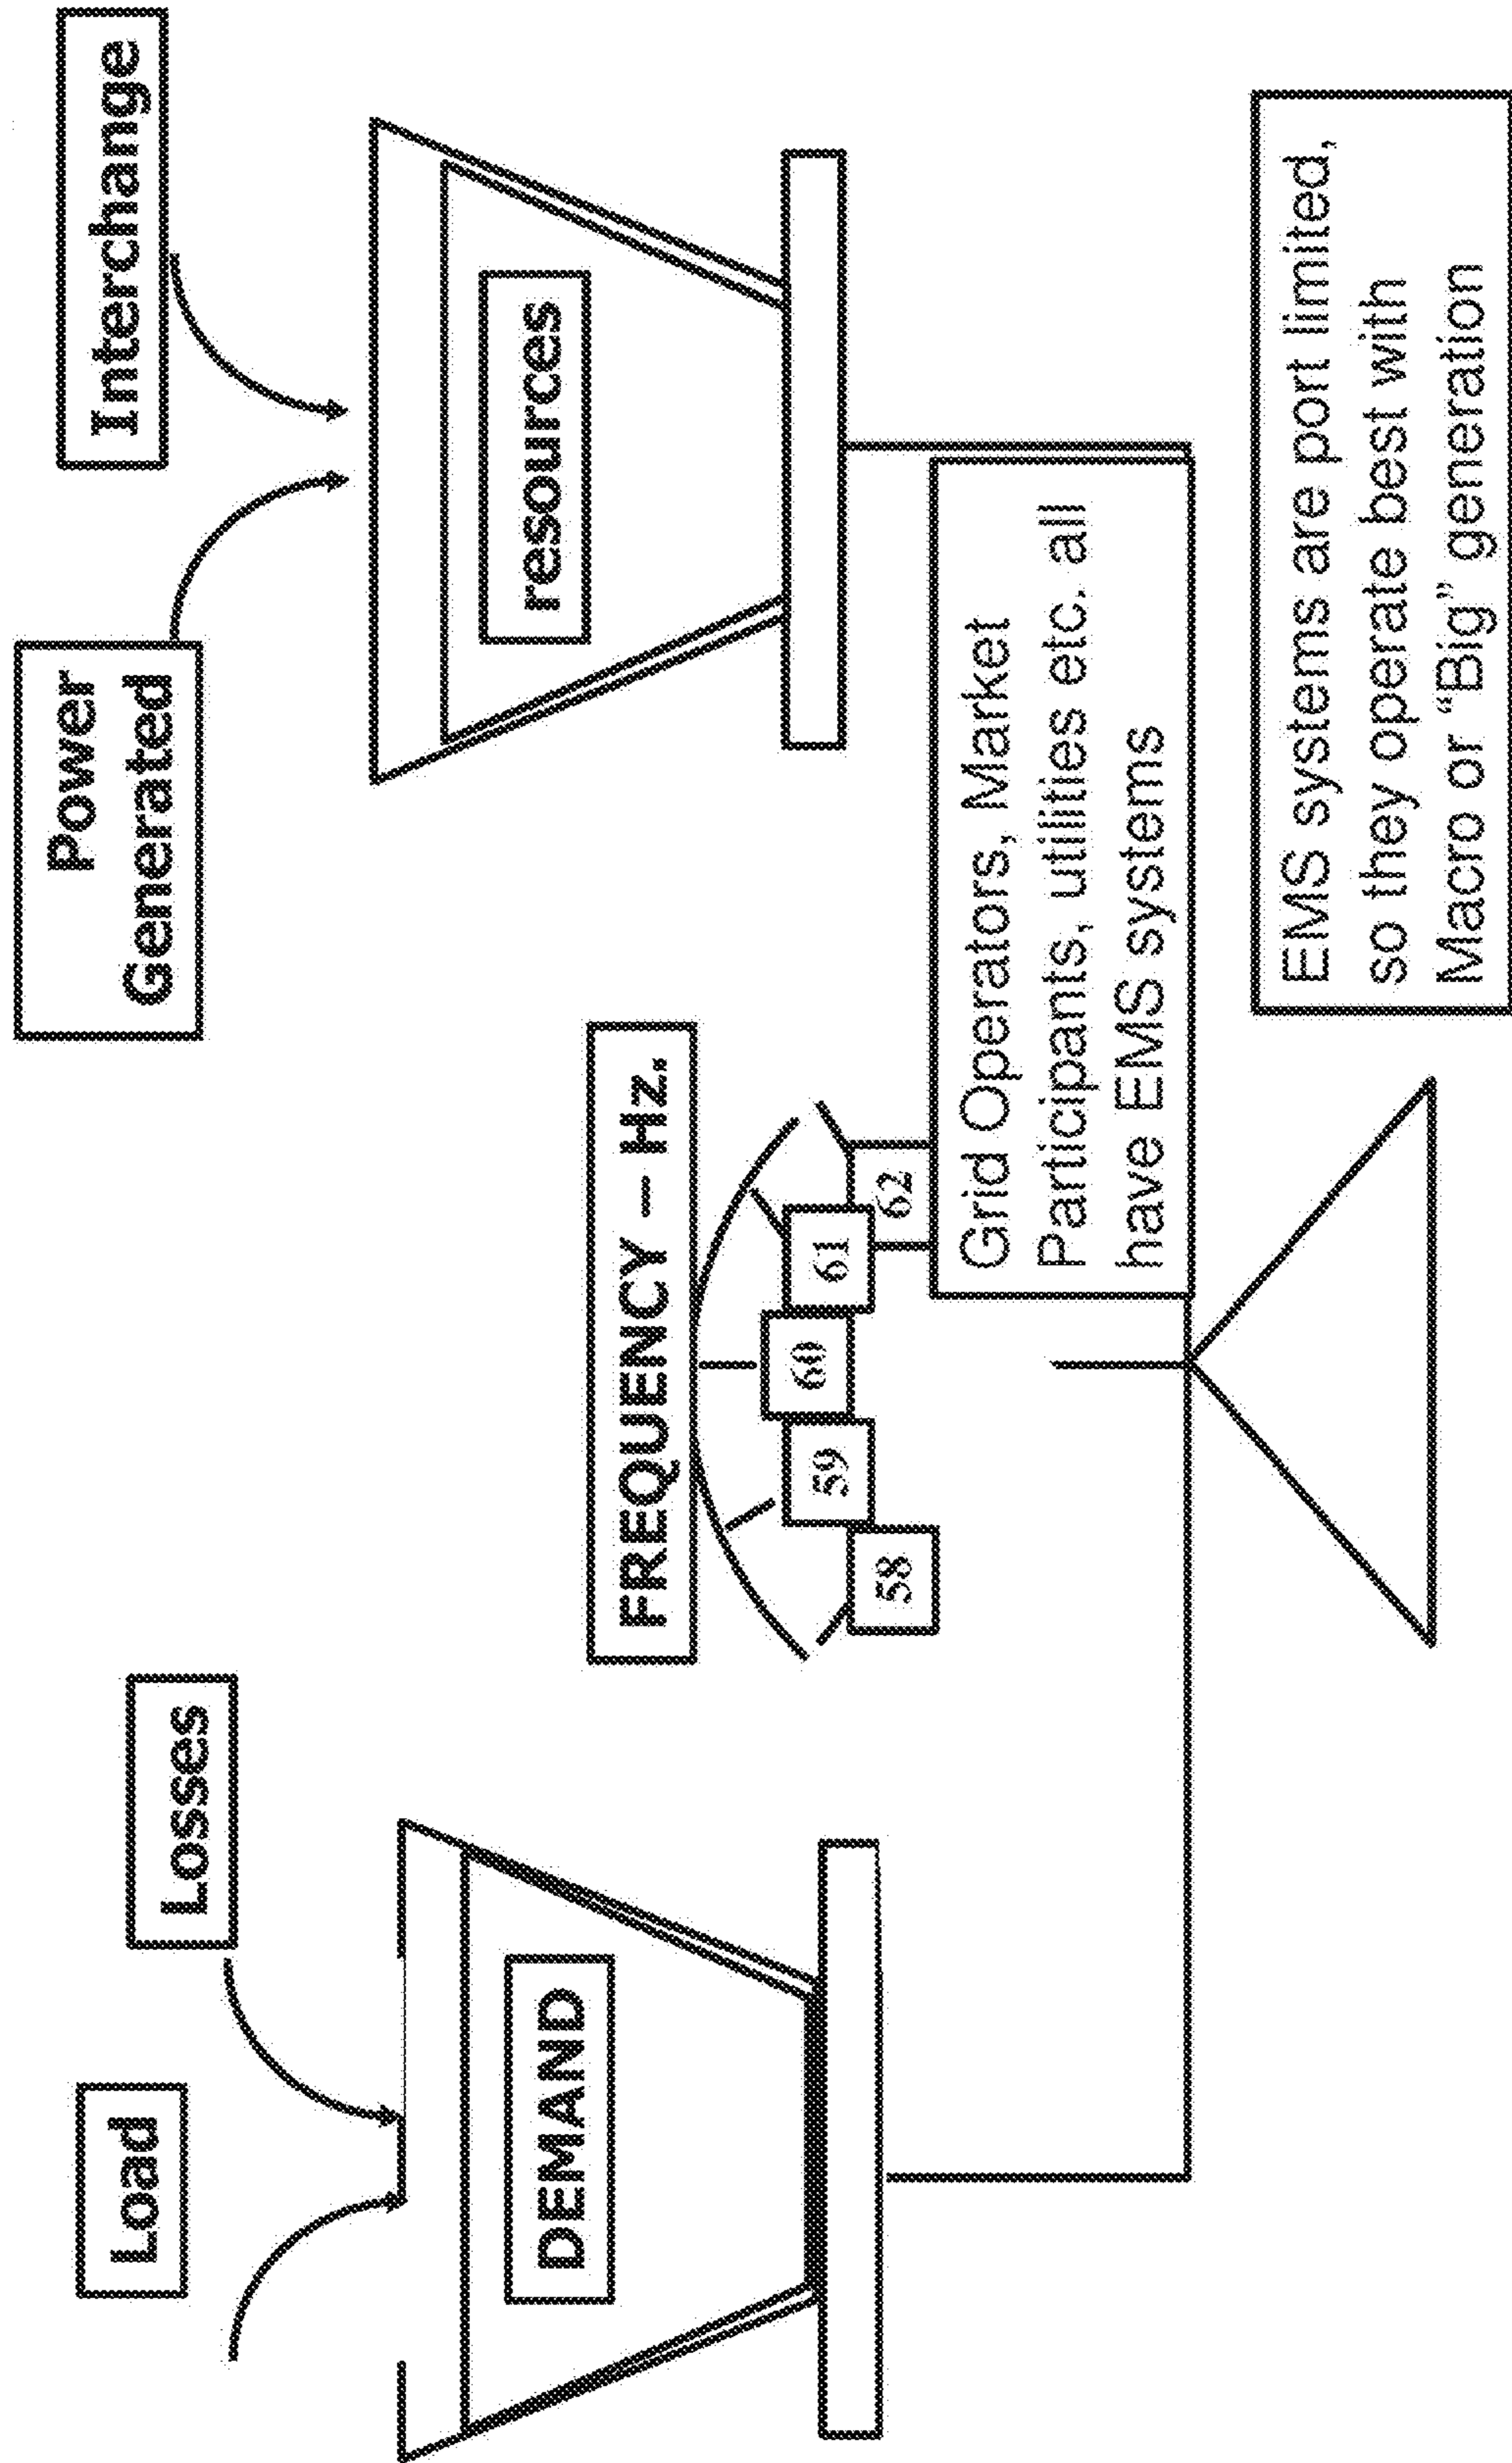 Load
Losses
DEMAND
FREQUENCY – Hz.
58
59
60
61
62
Power
Generated
Interchange
resources
Grid Operators, Market
Participants, utilities etc. all
have EMS systems
EMS systems are port limited,
so they operate best with
Macro or “Big” generation